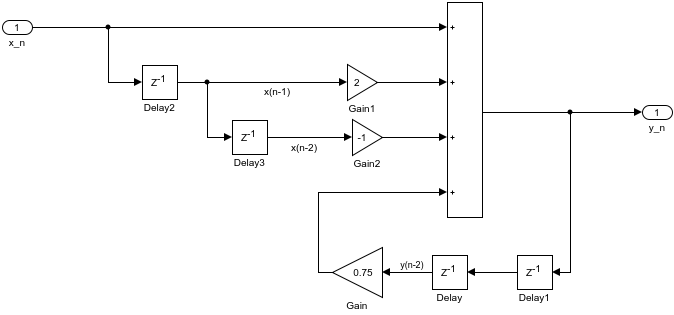 1
x_n
+
Z-1
Delay2
x(n-1)
2
Gain1
+
Z-1
Delay3
x(n-2)
-1
Gain2
+
1
y_n
+
0.75
Gain
y(n-2)
Z-1
Delay
Z-1
Delay1